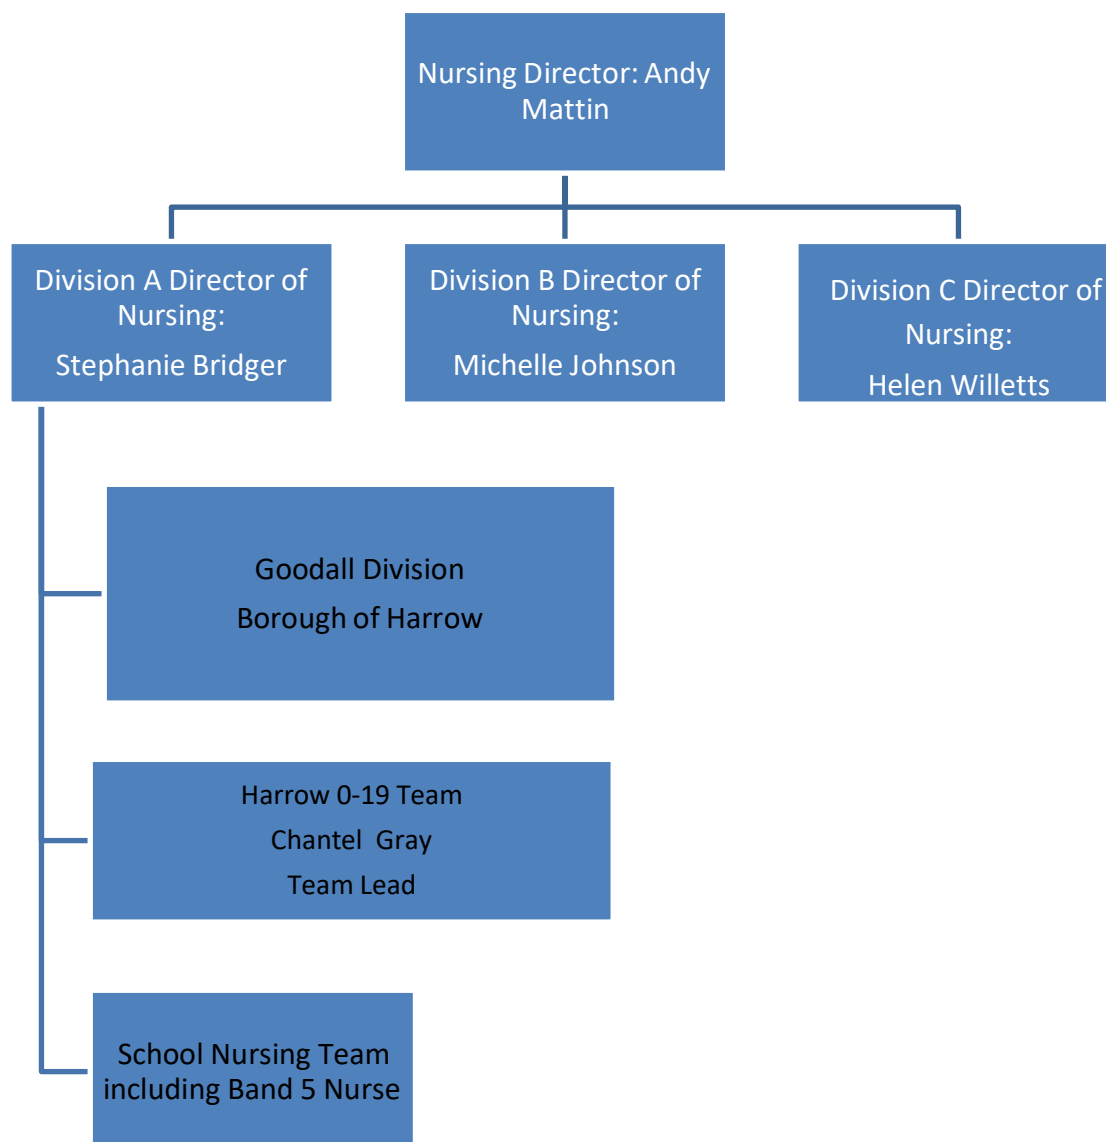 Nursing Director: Andy
Mattin
Division A Director of
Nursing:
Stephanie Bridger
Division B Director of
Nursing:
Michelle Johnson
Division C Director of
Nursing:
Helen Willetts
Goodall Division
Borough of Harrow
Harrow 0-19 Team
Chantel  Gray
Team Lead
School Nursing Team
including Band 5 Nurse